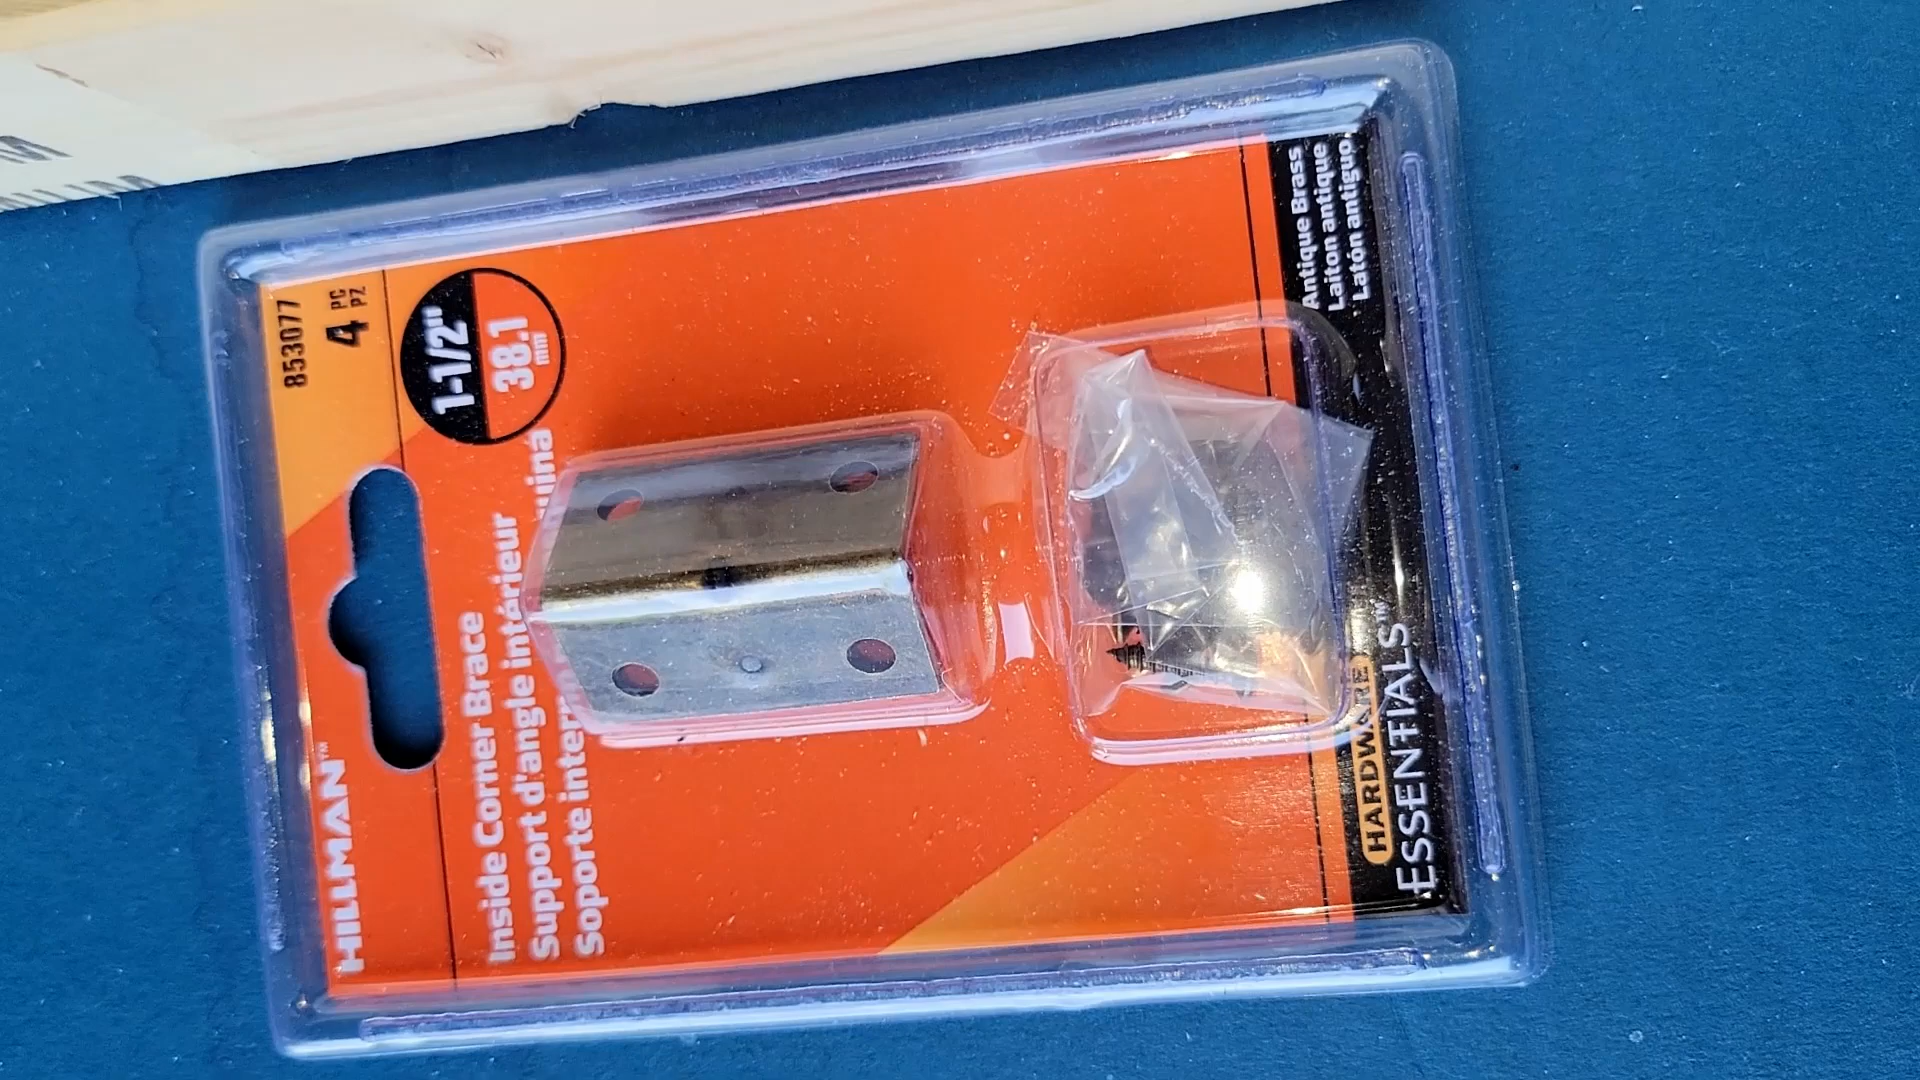 HILLMAN™
853077
4 PC
PZ
1-1/2"
38.1
mm
Inside Corner Brace
Support d'angle intérieur
Soporte
HARDWARE
ESSENTIALS™
Antique Brass
Laiton antique
Latón antiguo